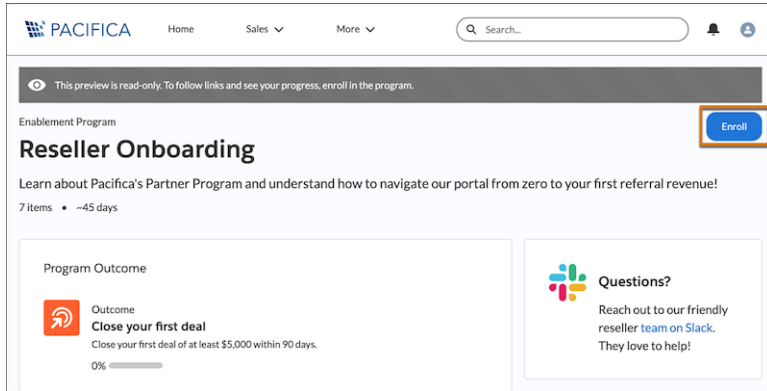 PACIFICA
Home
Sales
More
Search...
This preview is read-only. To follow links and see your progress, enroll in the program.
Enablement Program
Enroll
Reseller Onboarding
Learn about Pacifica's Partner Program and understand how to navigate our portal from zero to your first referral revenue!
7 items • ~45 days
Program Outcome
Outcome
Close your first deal
Close your first deal of at least $5,000 within 90 days.
0%
Questions?
Reach out to our friendly
reseller team on Slack.
They love to help!